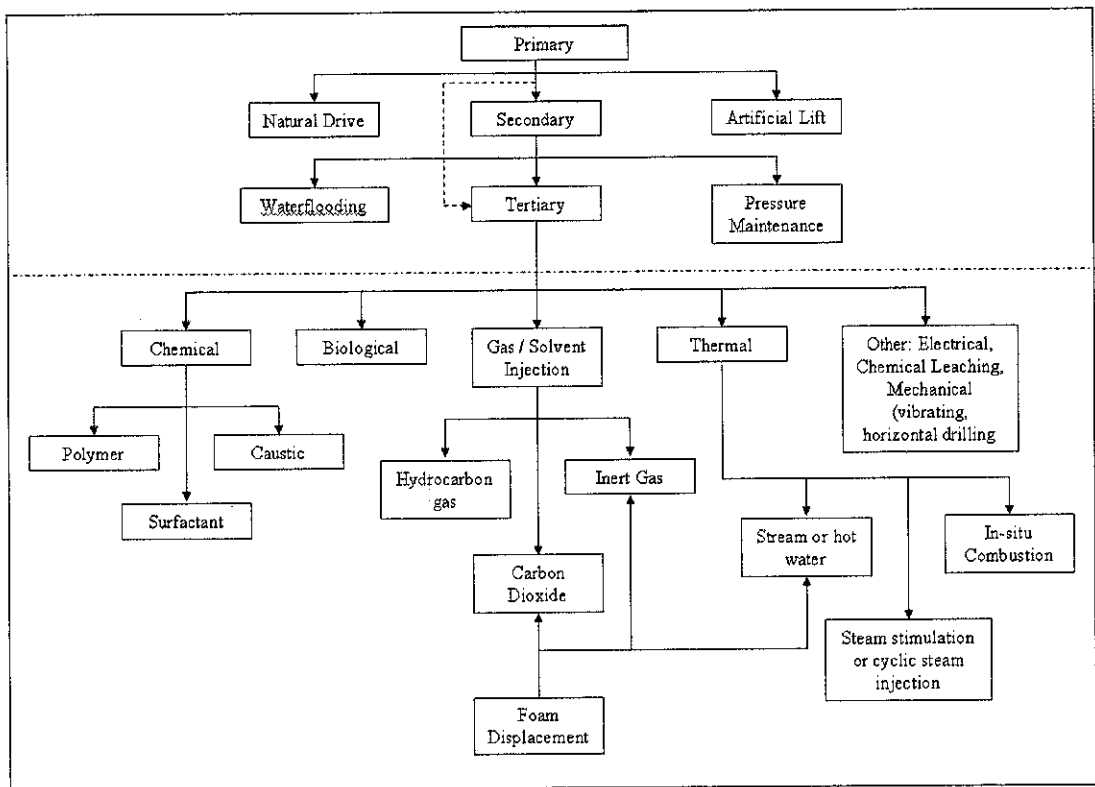 Primary
Natural Drive
Secondary
Artificial Lift
Waterflooding
Tertiary
Pressure
Maintenance
Chemical
Biological
Gas / Solvent
Injection
Thermal
Other: Electrical,
Chemical Leaching,
Mechanical
(vibrating,
horizontal drilling
Polymer
Caustic
Surfactant
Hydrocarbon
gas
Inert Gas
Carbon
Dioxide
Stream or hot
water
In-situ
Combustion
Steam stimulation
or cyclic steam
injection
Foam
Displacement